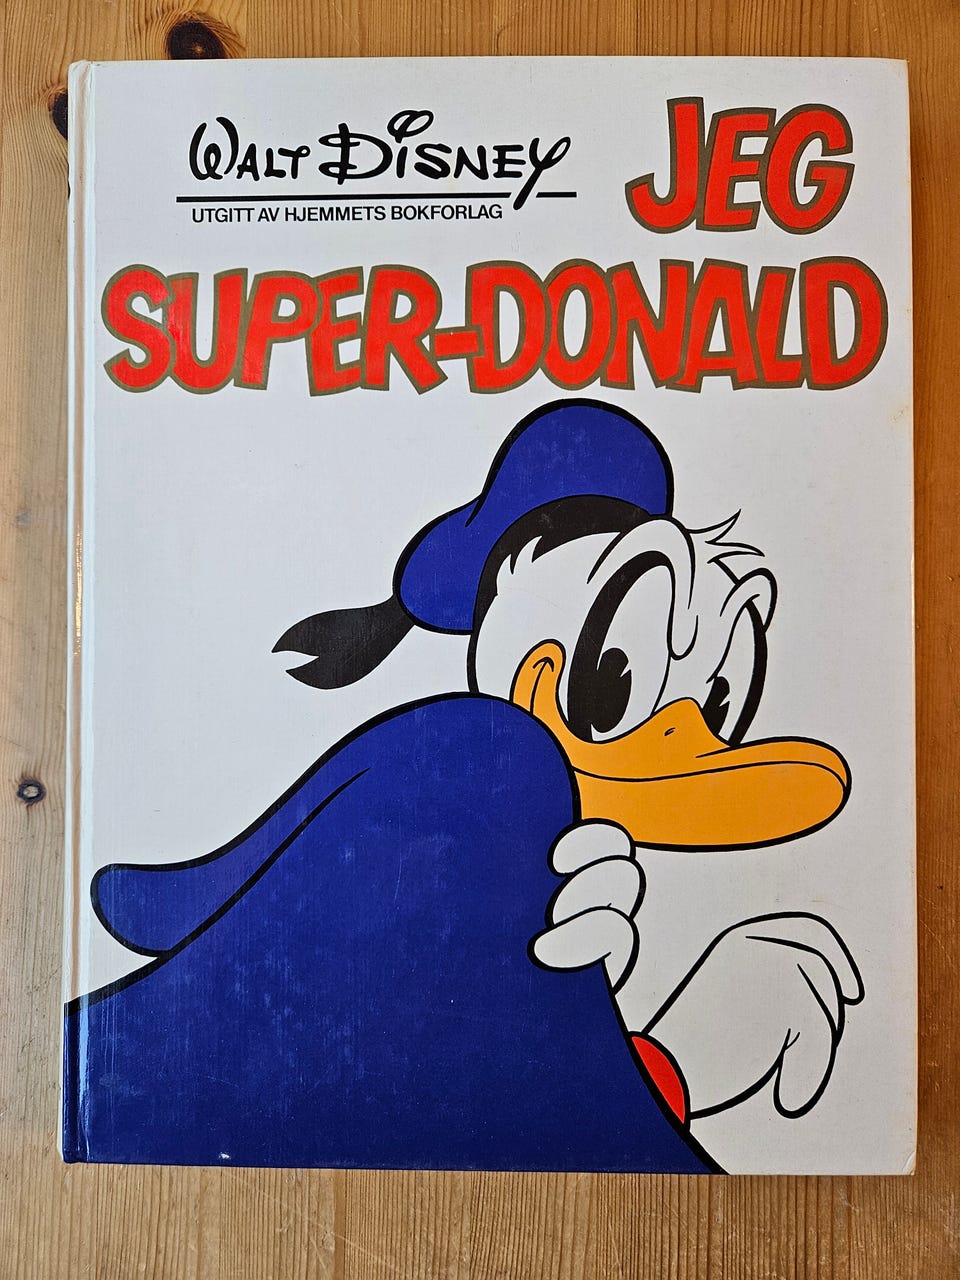 WALT DISNEY
UTGITT AV HJEMMETS BOKFORLAG
JEG
SUPER-DONALD